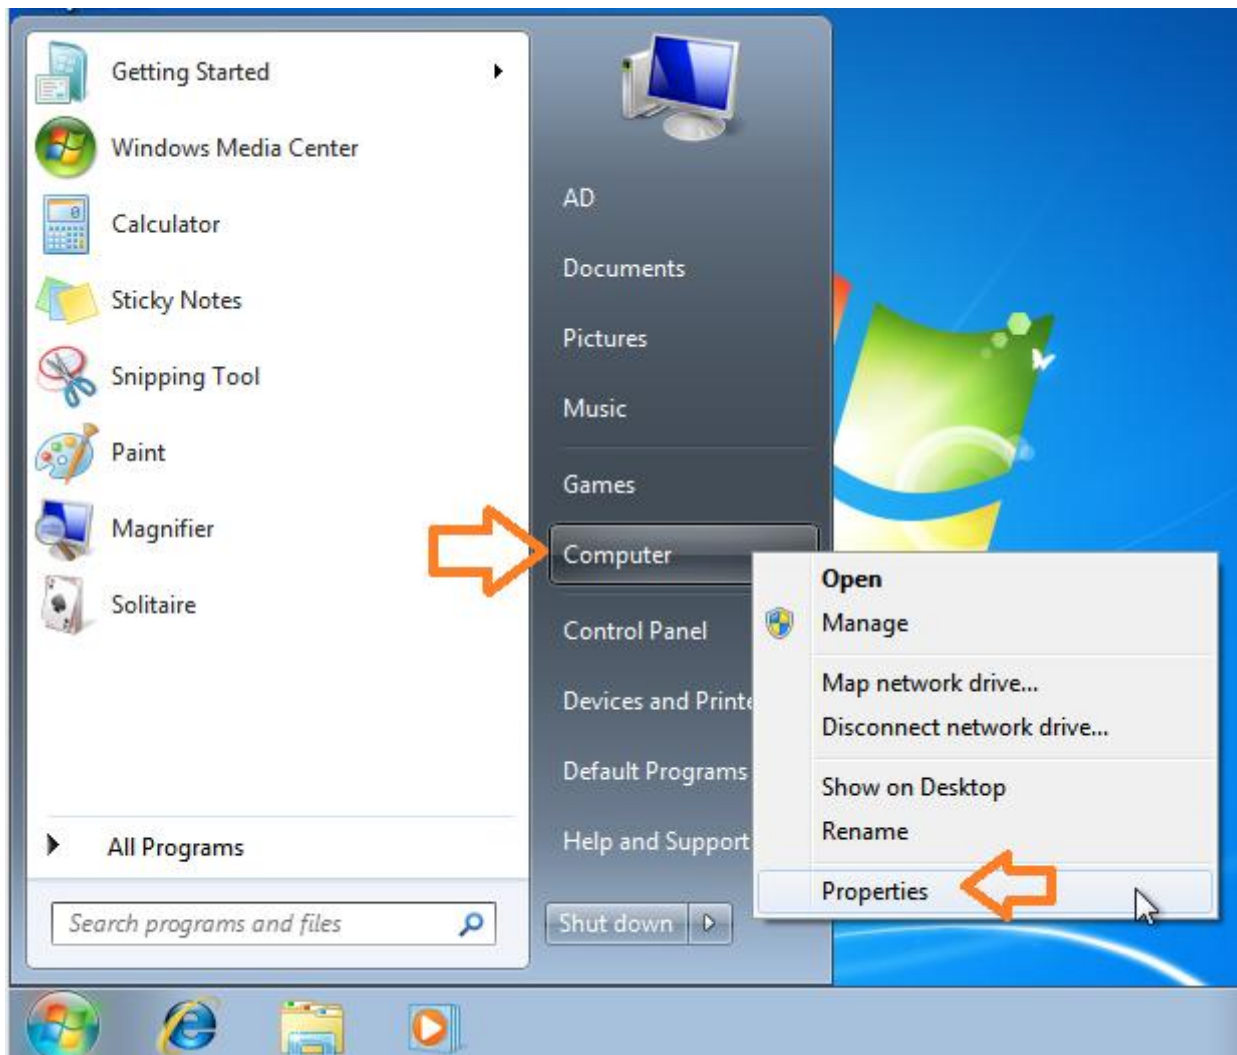 Getting Started
Windows Media Center
Calculator
Sticky Notes
Snipping Tool
Paint
Magnifier
Solitaire
All Programs
Search programs and files
AD
Documents
Pictures
Music
Games
Computer
Control Panel
Devices and Printe
Default Programs
Help and Support
Shut down
Open
Manage
Map network drive...
Disconnect network drive...
Show on Desktop
Rename
Properties